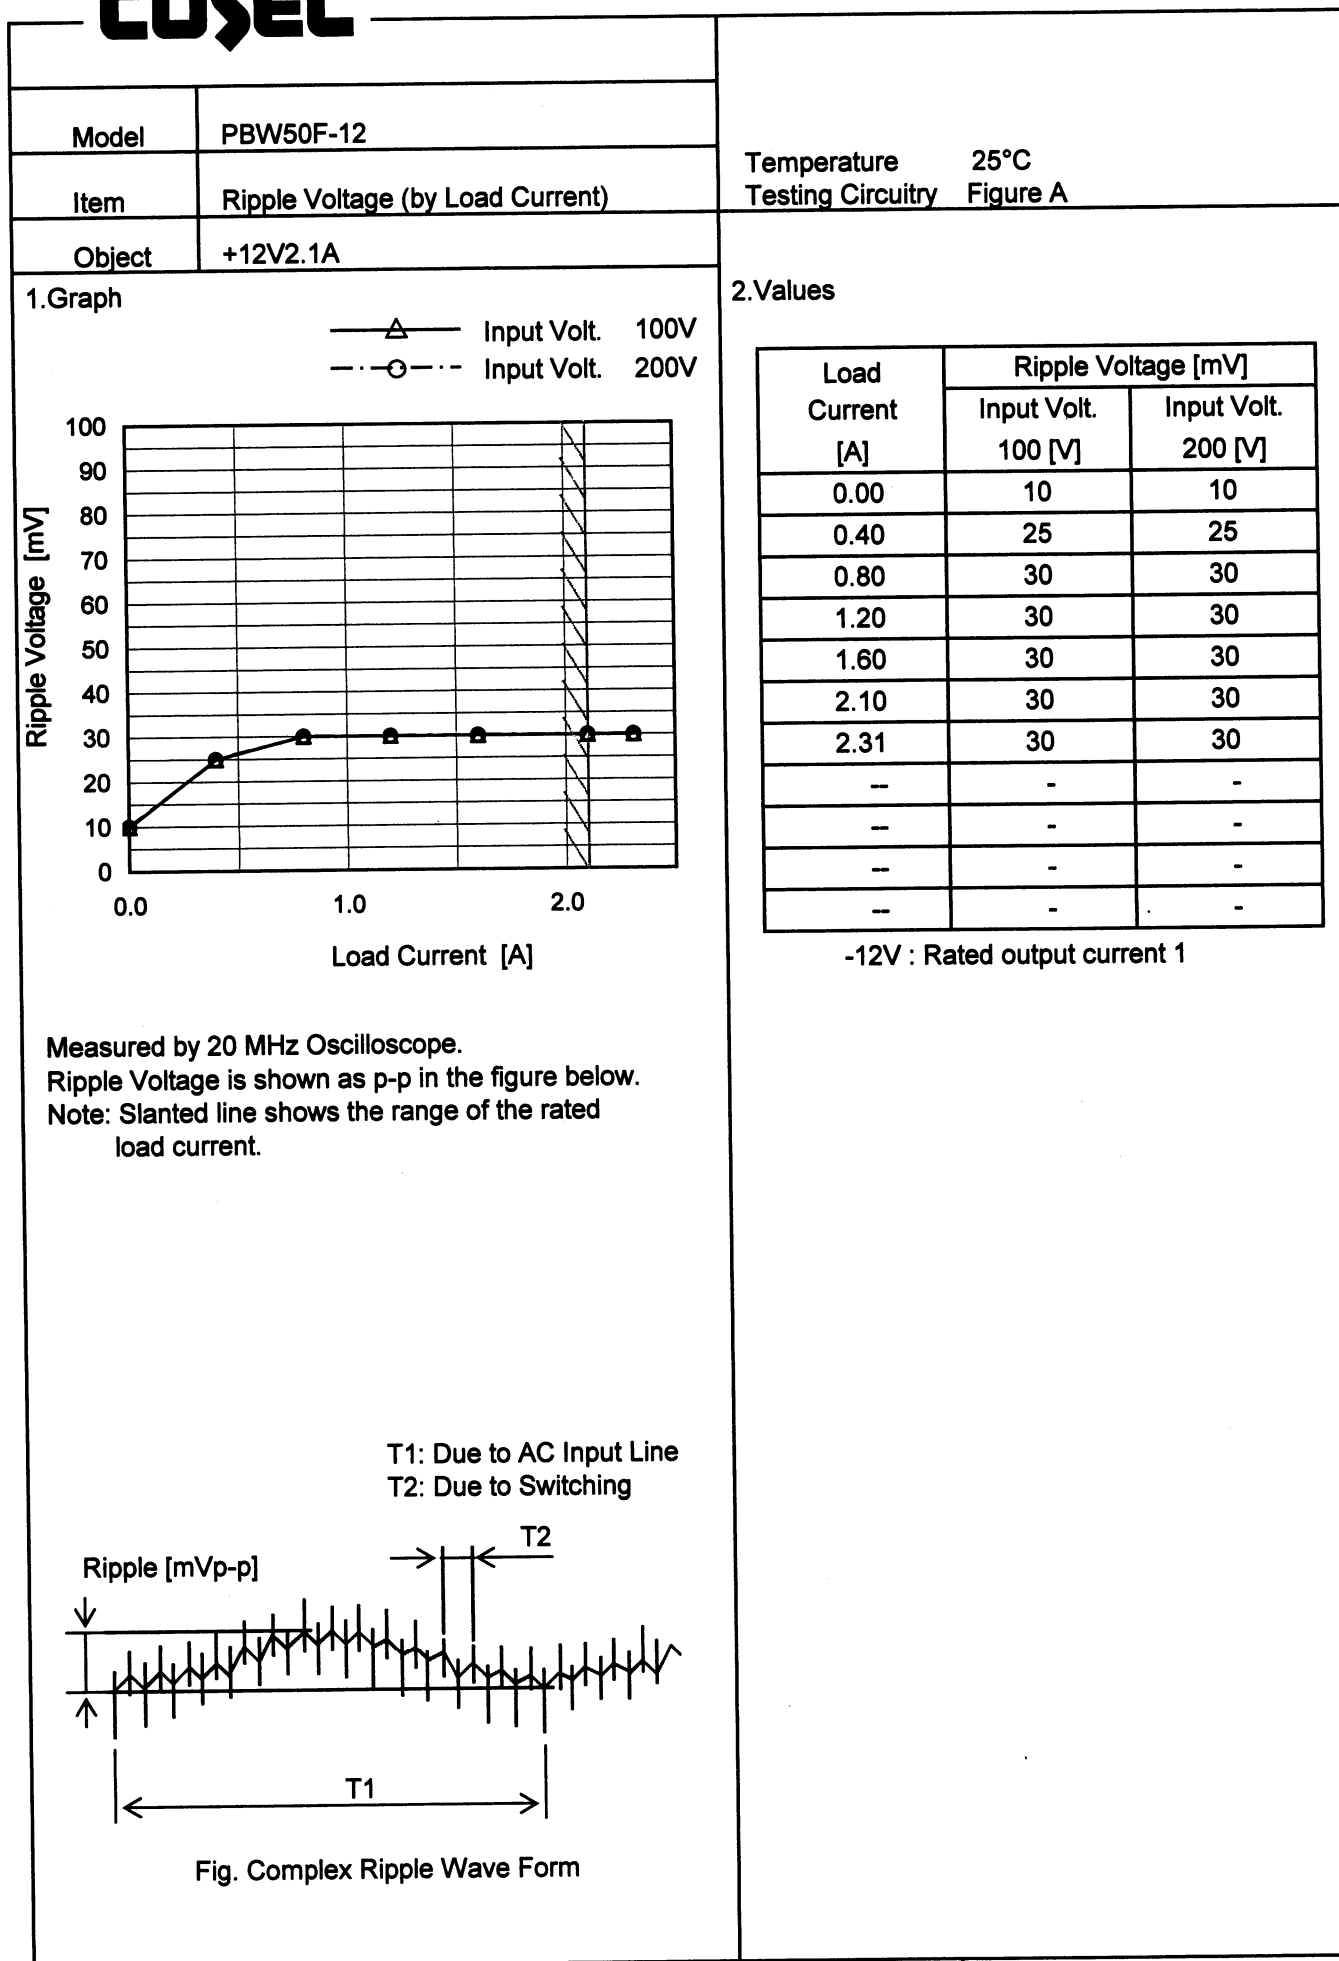 COSEL
Model PBW50F-12
Item Ripple Voltage (by Load Current)
Object +12V2.1A
Temperature 25°C
Testing Circuitry Figure A
1.Graph
Input Volt. 100V
Input Volt. 200V
Ripple Voltage [mV]
100
90
80
70
60
50
40
30
20
10
0
0.0 1.0 2.0
Load Current [A]
Measured by 20 MHz Oscilloscope.
Ripple Voltage is shown as p-p in the figure below.
Note: Slanted line shows the range of the rated
load current.
T1: Due to AC Input Line
T2: Due to Switching
T2
Ripple [mVp-p]
T1
Fig. Complex Ripple Wave Form
2.Values
Load Ripple Voltage [mV]
Current Input Volt. Input Volt.
[A] 100 [V] 200 [V]
0.00 10 10
0.40 25 25
0.80 30 30
1.20 30 30
1.60 30 30
2.10 30 30
2.31 30 30
-- - -
-- - -
-- - -
-- - -
-12V : Rated output current 1